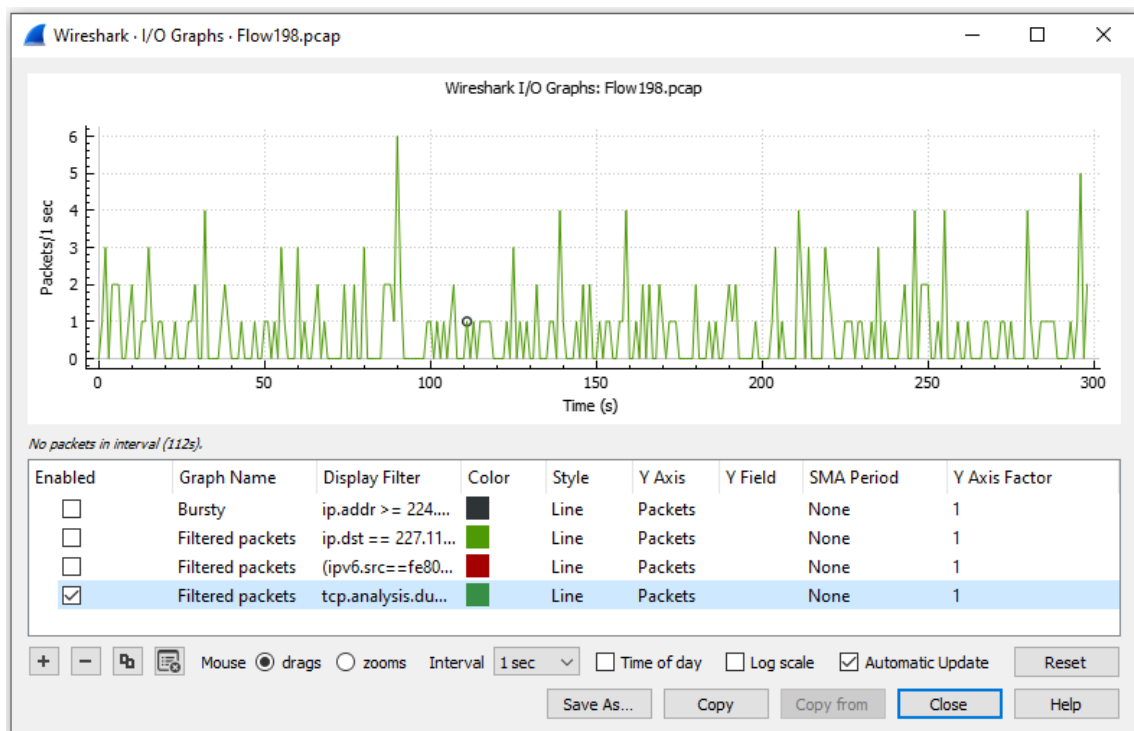 Wireshark · I/O Graphs · Flow198.pcap
Wireshark I/O Graphs: Flow198.pcap
Packets/1 sec
6
5
4
3
2
1
0
0 50 100 150 200 250 300
Time (s)
No packets in interval (112s).
Enabled Graph Name Display Filter Color Style Y Axis Y Field SMA Period Y Axis Factor
Bursty ip.addr >= 224.... Line Packets None 1
Filtered packets ip.dst == 227.11... Line Packets None 1
Filtered packets (ipv6.src==fe80... Line Packets None 1
Filtered packets tcp.analysis.du... Line Packets None 1
+ − Mouse drags zooms Interval 1 sec Time of day Log scale Automatic Update Reset
Save As... Copy Copy from Close Help